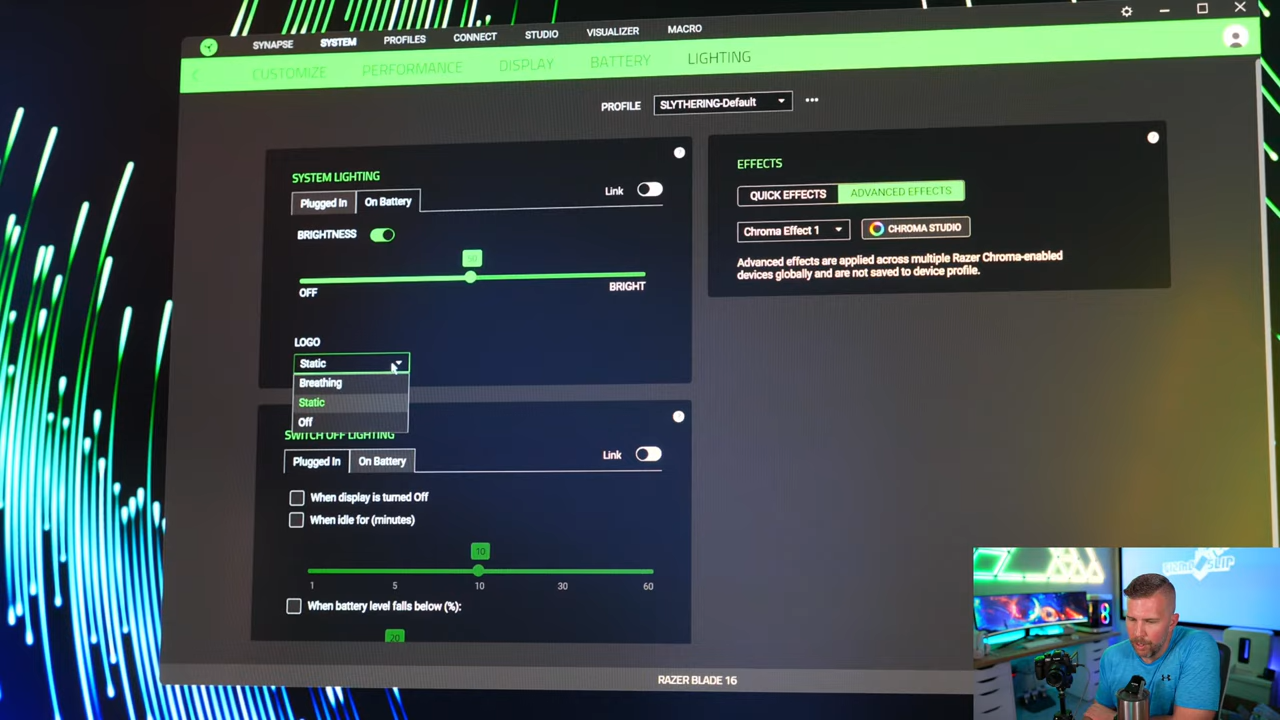 SYNAPSE SYSTEM PROFILES CONNECT STUDIO VISUALIZER MACRO
CUSTOMIZE PERFORMANCE DISPLAY BATTERY LIGHTING
PROFILE SLYTHERING-Default
SYSTEM LIGHTING
Plugged In On Battery
Link
BRIGHTNESS
50
OFF BRIGHT
LOGO
Static
Breathing
Static
Off
SWITCH OFF LIGHTING
Plugged In On Battery
Link
When display is turned Off
When idle for (minutes)
10
1 5 10 30 60
When battery level falls below (%):
20
EFFECTS
QUICK EFFECTS ADVANCED EFFECTS
Chroma Effect 1 CHROMA STUDIO
Advanced effects are applied across multiple Razer Chroma-enabled
devices globally and are not saved to device profile.
RAZER BLADE 16